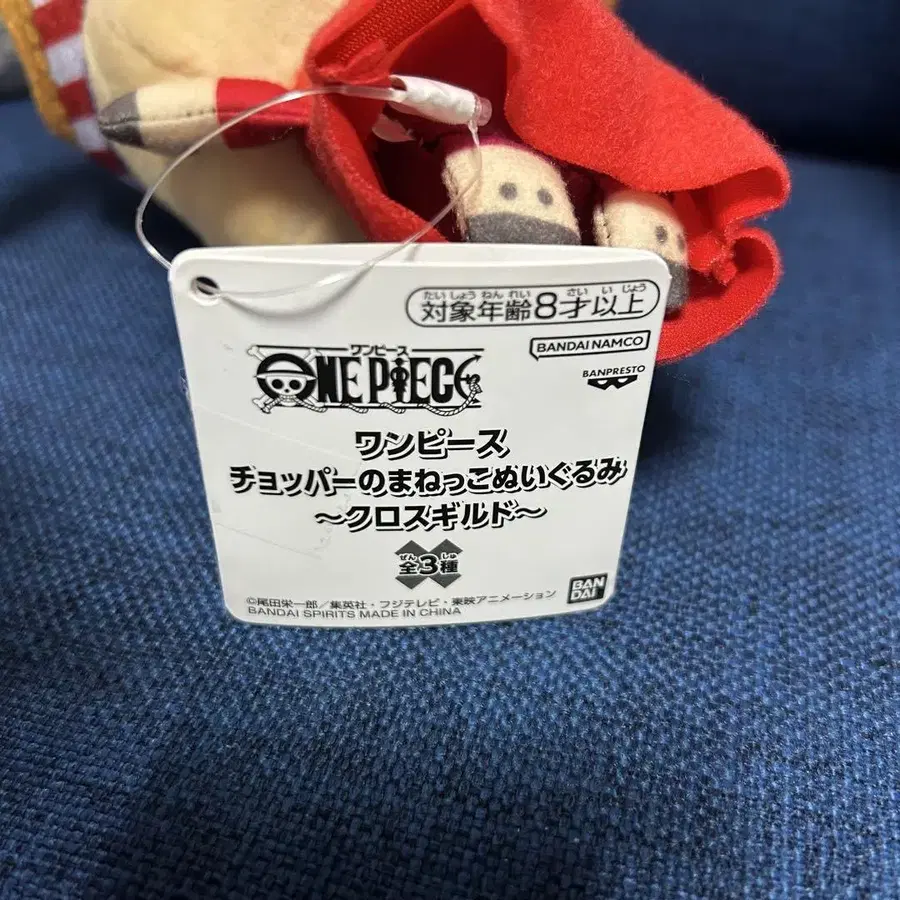 たいしょうねんれい さい いじょう
対象年齢8才以上
BANDAI NAMCO
BANPRESTO
ワンピース
ONE PIECE
ワンピース
チョッパーのまねっこぬいぐるみ
～クロスギルド～
ぜん しゅ
全3種
©尾田栄一郎／集英社・フジテレビ・東映アニメーション
BANDAI SPIRITS MADE IN CHINA
BAN
DAI